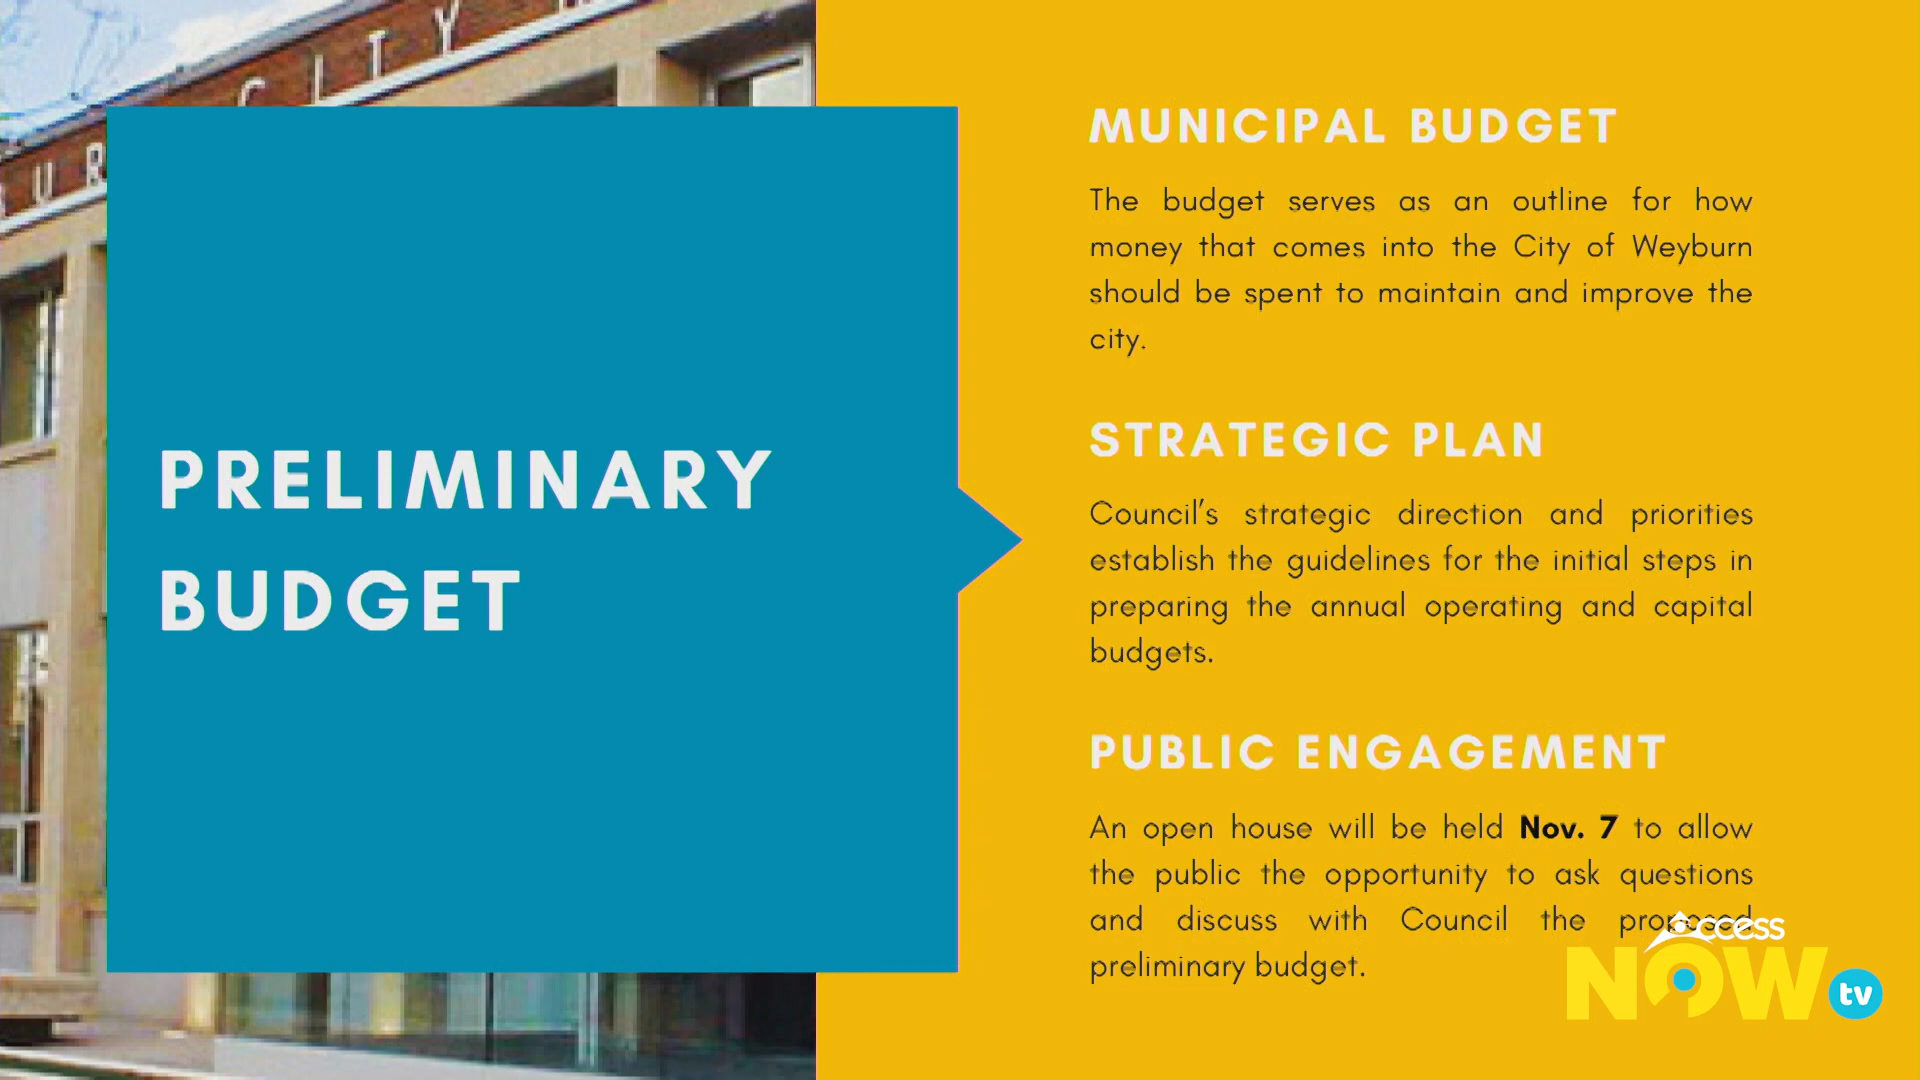 CITY
BUR
PRELIMINARY
BUDGET
MUNICIPAL BUDGET
The budget serves as an outline for how
money that comes into the City of Weyburn
should be spent to maintain and improve the
city.
STRATEGIC PLAN
Council's strategic direction and priorities
establish the guidelines for the initial steps in
preparing the annual operating and capital
budgets.
PUBLIC ENGAGEMENT
An open house will be held Nov. 7 to allow
the public the opportunity to ask questions
and discuss with Council the proposed
preliminary budget.
access
NOW
tv